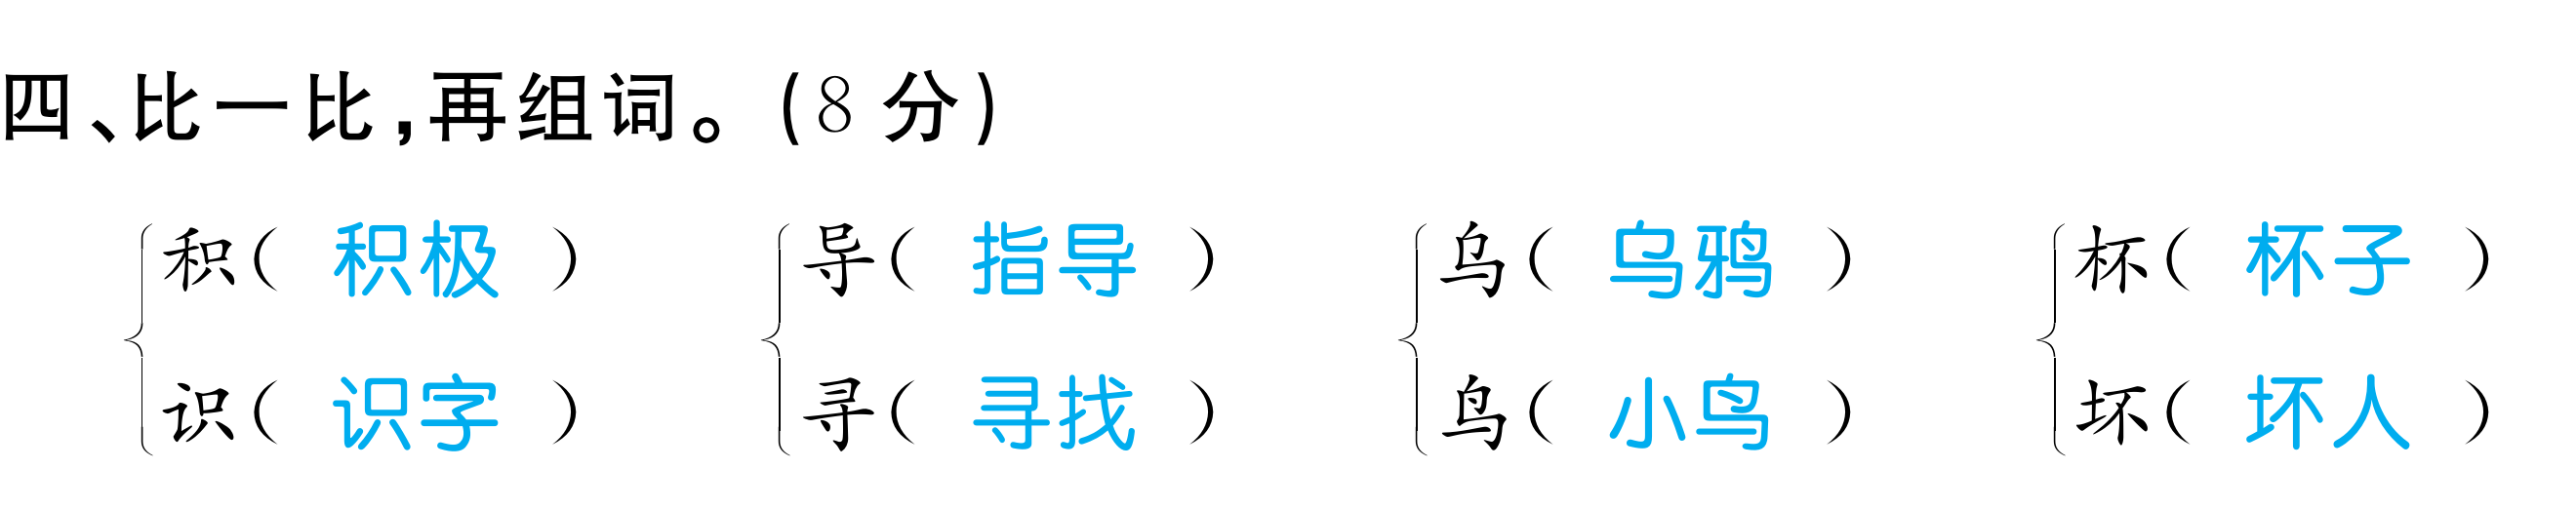 四、比一比,再组词。(8 分)
积( 积极 ) 导( 指导 ) 乌( 乌鸦 ) 杯( 杯子 )
识( 识字 ) 寻( 寻找 ) 鸟( 小鸟 ) 坏( 坏人 )